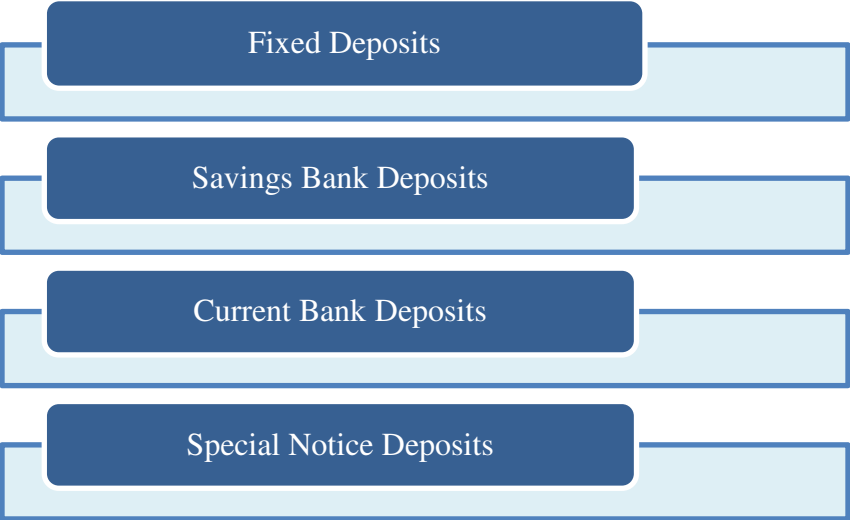 Fixed Deposits
Savings Bank Deposits
Current Bank Deposits
Special Notice Deposits